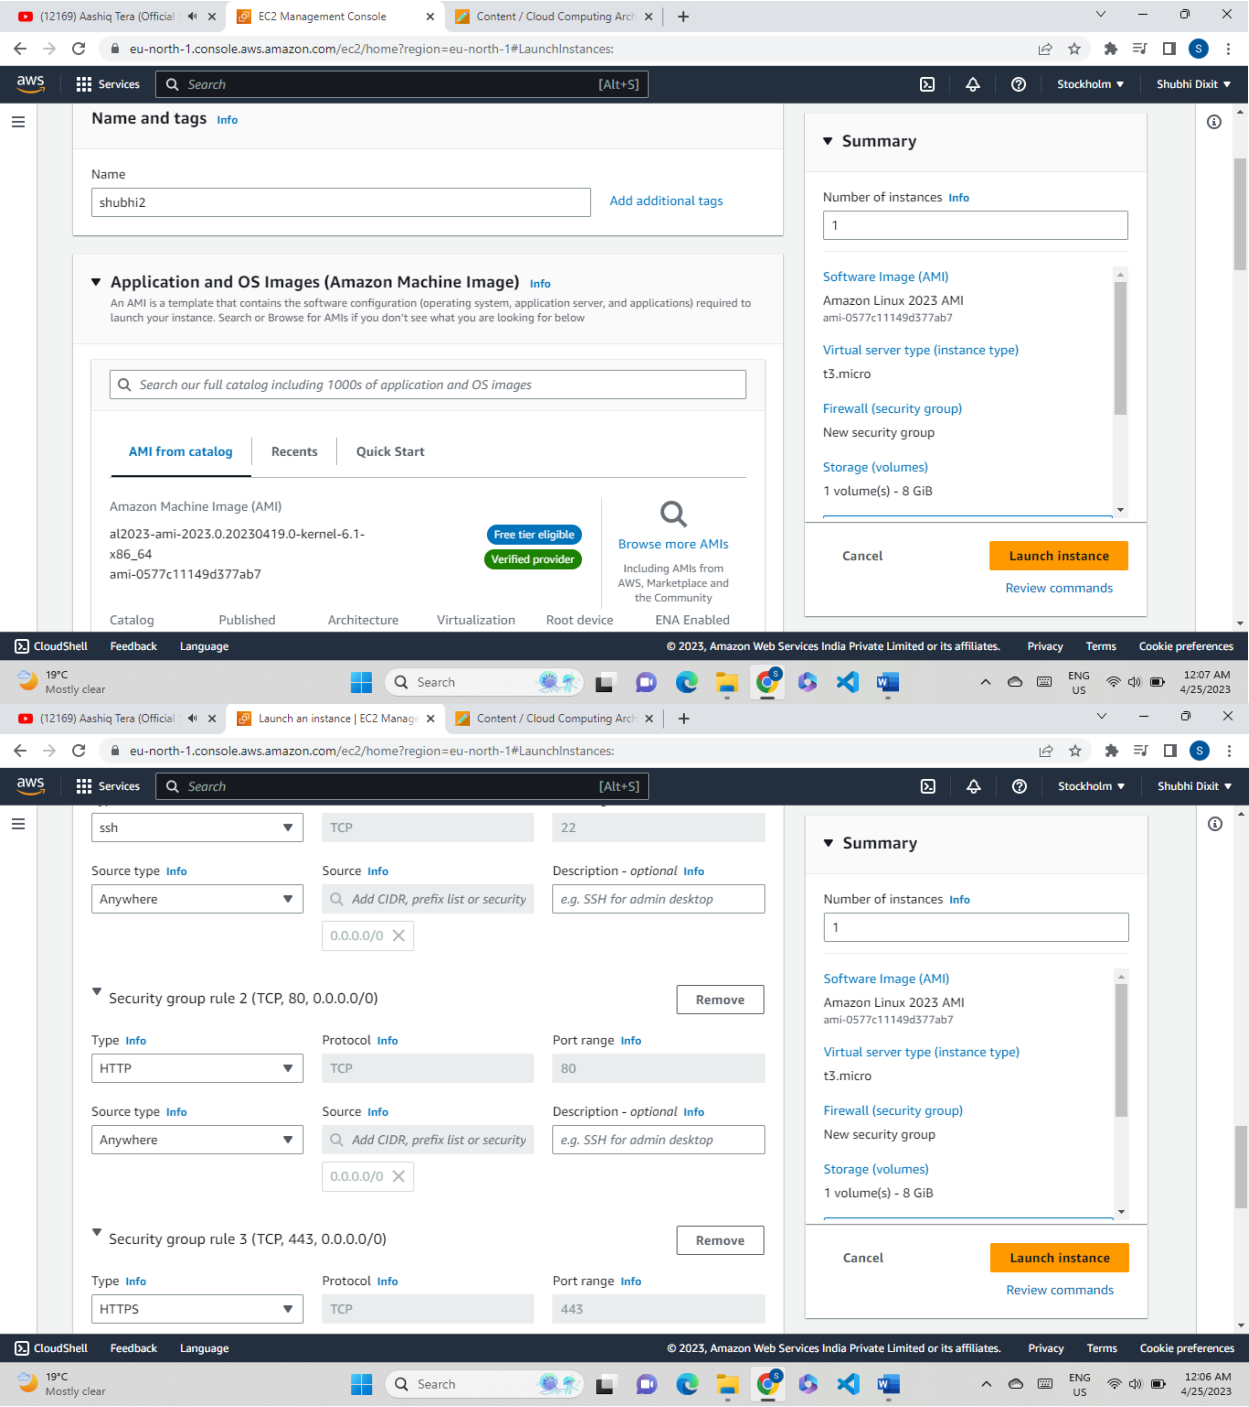 (12169) Aashiq Tera (Official
EC2 Management Console
Content / Cloud Computing Arch
eu-north-1.console.aws.amazon.com/ec2/home?region=eu-north-1#LaunchInstances:
S
aws
Services
Search
[Alt+S]
Stockholm
Shubhi Dixit
Name and tags Info
Name
shubhi2
Add additional tags
Application and OS Images (Amazon Machine Image) Info
An AMI is a template that contains the software configuration (operating system, application server, and applications) required to
launch your instance. Search or Browse for AMIs if you don't see what you are looking for below
Search our full catalog including 1000s of application and OS images
AMI from catalog
Recents
Quick Start
Amazon Machine Image (AMI)
al2023-ami-2023.0.20230419.0-kernel-6.1-
x86_64
ami-0577c11149d377ab7
Free tier eligible
Verified provider
Browse more AMIs
Including AMIs from
AWS, Marketplace and
the Community
Catalog Published Architecture Virtualization Root device ENA Enabled
Summary
Number of instances Info
1
Software Image (AMI)
Amazon Linux 2023 AMI
ami-0577c11149d377ab7
Virtual server type (instance type)
t3.micro
Firewall (security group)
New security group
Storage (volumes)
1 volume(s) - 8 GiB
Cancel
Launch instance
Review commands
CloudShell Feedback Language
© 2023, Amazon Web Services India Private Limited or its affiliates. Privacy Terms Cookie preferences
19°C
Mostly clear
Search
ENG
US
12:07 AM
4/25/2023
(12169) Aashiq Tera (Official
Launch an instance | EC2 Manage
Content / Cloud Computing Arch
eu-north-1.console.aws.amazon.com/ec2/home?region=eu-north-1#LaunchInstances:
S
aws
Services
Search
[Alt+S]
Stockholm
Shubhi Dixit
ssh
TCP
22
Source type Info
Source Info
Description - optional Info
Anywhere
Add CIDR, prefix list or security
e.g. SSH for admin desktop
0.0.0.0/0
Security group rule 2 (TCP, 80, 0.0.0.0/0)
Remove
Type Info
Protocol Info
Port range Info
HTTP
TCP
80
Source type Info
Source Info
Description - optional Info
Anywhere
Add CIDR, prefix list or security
e.g. SSH for admin desktop
0.0.0.0/0
Security group rule 3 (TCP, 443, 0.0.0.0/0)
Remove
Type Info
Protocol Info
Port range Info
HTTPS
TCP
443
Summary
Number of instances Info
1
Software Image (AMI)
Amazon Linux 2023 AMI
ami-0577c11149d377ab7
Virtual server type (instance type)
t3.micro
Firewall (security group)
New security group
Storage (volumes)
1 volume(s) - 8 GiB
Cancel
Launch instance
Review commands
CloudShell Feedback Language
© 2023, Amazon Web Services India Private Limited or its affiliates. Privacy Terms Cookie preferences
19°C
Mostly clear
Search
ENG
US
12:06 AM
4/25/2023